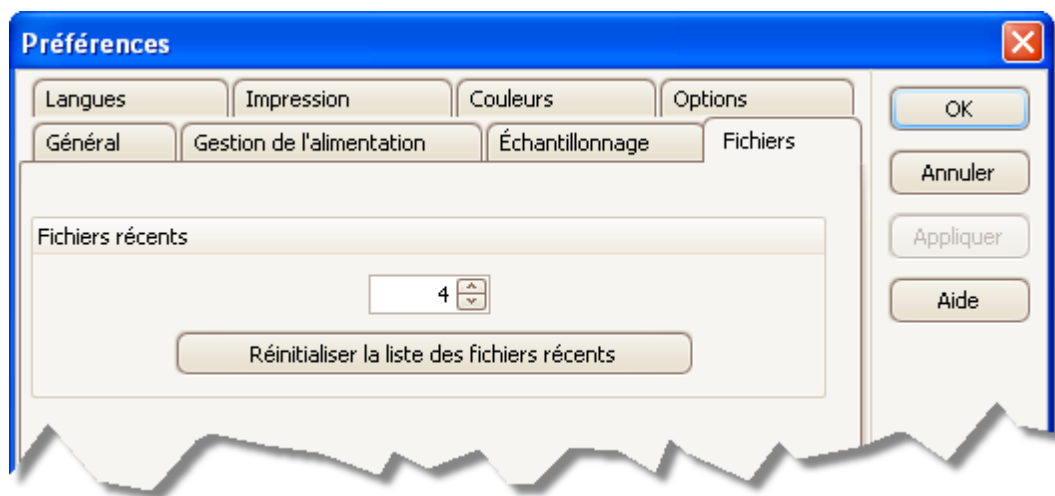 Préférences
Langues Impression Couleurs Options
Général Gestion de l'alimentation Échantillonnage Fichiers
Fichiers récents
4
Réinitialiser la liste des fichiers récents
OK
Annuler
Appliquer
Aide